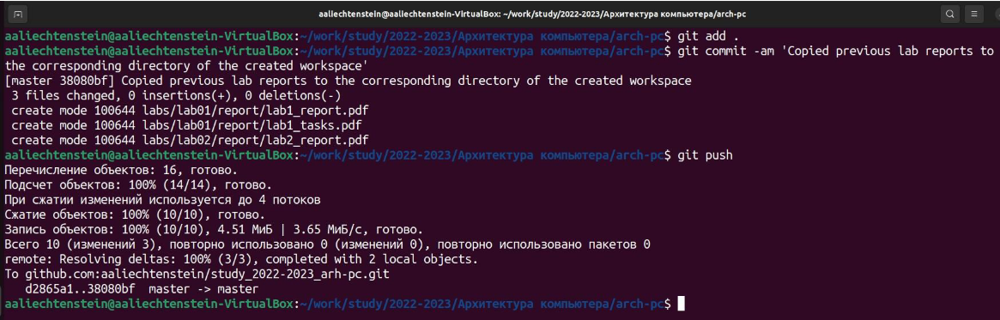 aaliechtenstein@aaliechtenstein-VirtualBox: ~/work/study/2022-2023/Архитектура компьютера/arch-pc
aaliechtenstein@aaliechtenstein-VirtualBox:~/work/study/2022-2023/Архитектура компьютера/arch-pc$ git add .
aaliechtenstein@aaliechtenstein-VirtualBox:~/work/study/2022-2023/Архитектура компьютера/arch-pc$ git commit -am 'Copied previous lab reports to
the corresponding directory of the created workspace'
[master 38080bf] Copied previous lab reports to the corresponding directory of the created workspace
 3 files changed, 0 insertions(+), 0 deletions(-)
 create mode 100644 labs/lab01/report/lab1_report.pdf
 create mode 100644 labs/lab01/report/lab1_tasks.pdf
 create mode 100644 labs/lab02/report/lab2_report.pdf
aaliechtenstein@aaliechtenstein-VirtualBox:~/work/study/2022-2023/Архитектура компьютера/arch-pc$ git push
Перечисление объектов: 16, готово.
Подсчет объектов: 100% (14/14), готово.
При сжатии изменений используется до 4 потоков
Сжатие объектов: 100% (10/10), готово.
Запись объектов: 100% (10/10), 4.51 МиБ | 3.65 МиБ/с, готово.
Всего 10 (изменений 3), повторно использовано 0 (изменений 0), повторно использовано пакетов 0
remote: Resolving deltas: 100% (3/3), completed with 2 local objects.
To github.com:aaliechtenstein/study_2022-2023_arh-pc.git
   d2865a1..38080bf  master -> master
aaliechtenstein@aaliechtenstein-VirtualBox:~/work/study/2022-2023/Архитектура компьютера/arch-pc$